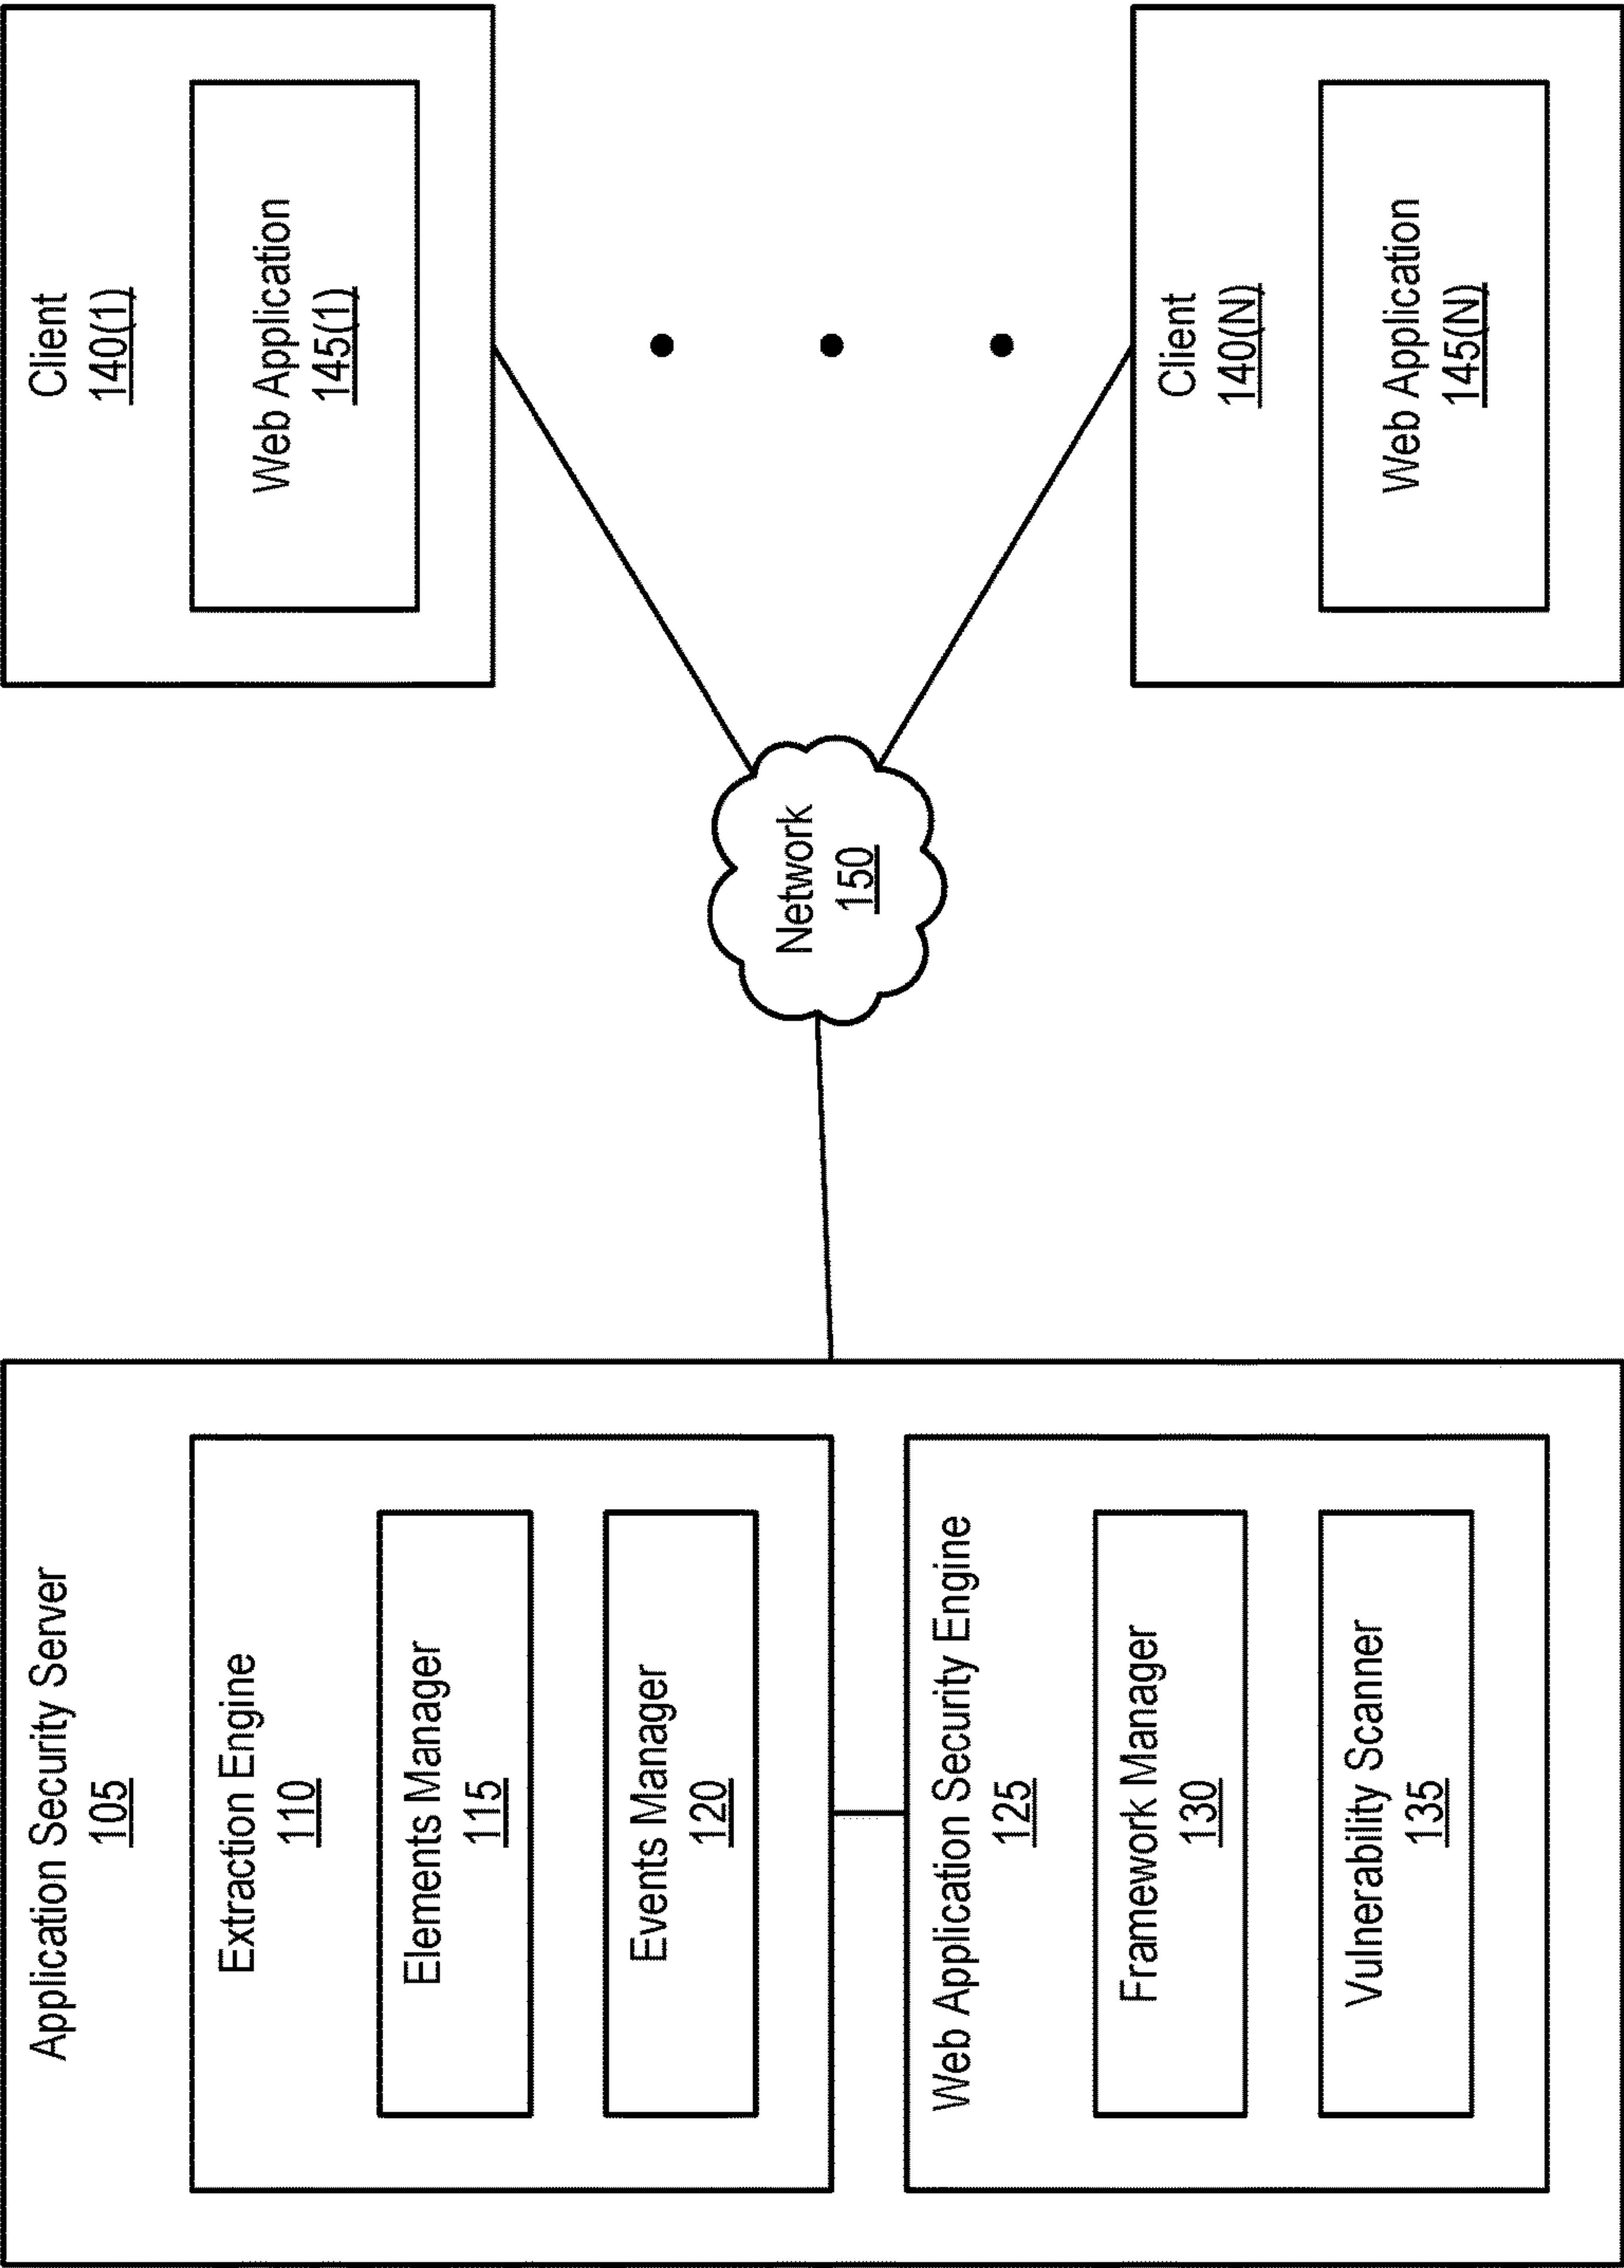 Application Security Server
105
Extraction Engine
110
Elements Manager
115
Events Manager
120
Web Application Security Engine
125
Framework Manager
130
Vulnerability Scanner
135
Network
150
Client
140(1)
Web Application
145(1)
Client
140(N)
Web Application
145(N)